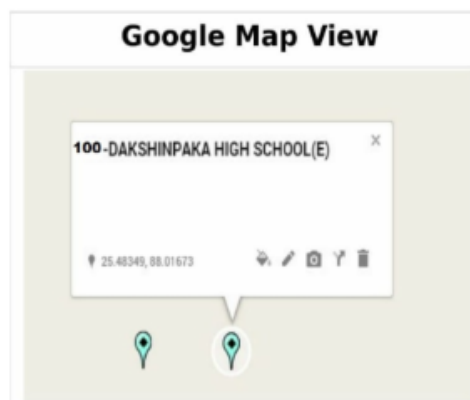 Google Map View
100-DAKSHINPAKA HIGH SCHOOL(E)
25.48349, 88.01673